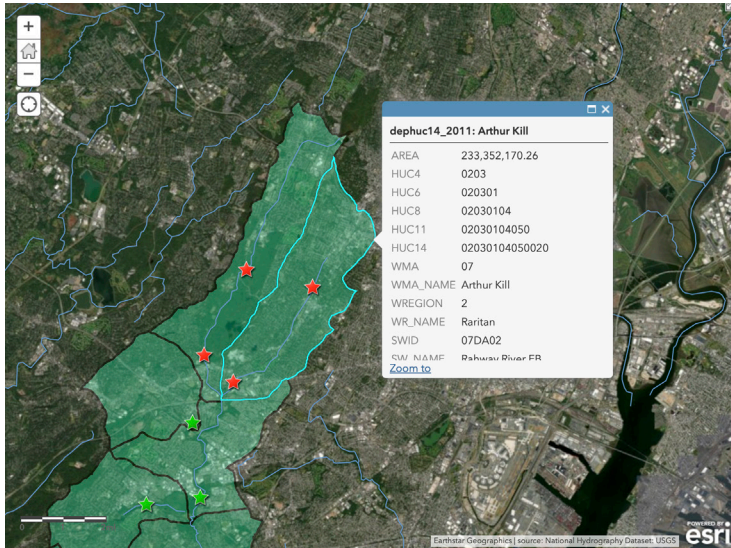 dephuc14_2011: Arthur Kill
AREA 233,352,170.26
HUC4 0203
HUC6 020301
HUC8 02030104
HUC11 02030104050
HUC14 02030104050020
WMA 07
WMA_NAME Arthur Kill
WREGION 2
WR_NAME Raritan
SWID 07DA02
SW_NAME Rahway River EB
Zoom to
0
POWERED BY
esri
Earthstar Geographics | source: National Hydrography Dataset: USGS